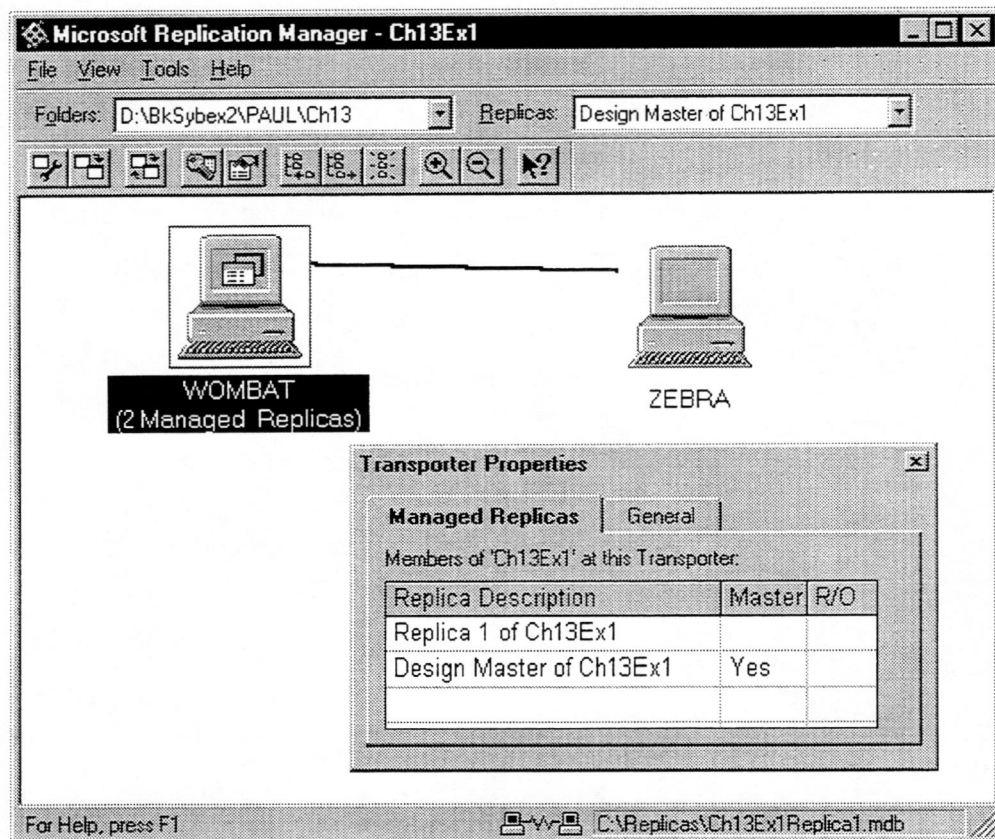 Microsoft Replication Manager - Ch13Ex1
File View Tools Help
Folders: D:\BkSybex2\PAUL\Ch13 Replicas: Design Master of Ch13Ex1
WOMBAT
(2 Managed Replicas)
ZEBRA
Transporter Properties
Managed Replicas General
Members of 'Ch13Ex1' at this Transporter:
Replica Description Master R/O
Replica 1 of Ch13Ex1
Design Master of Ch13Ex1 Yes
For Help, press F1 C:\Replicas\Ch13Ex1Replica1.mdb